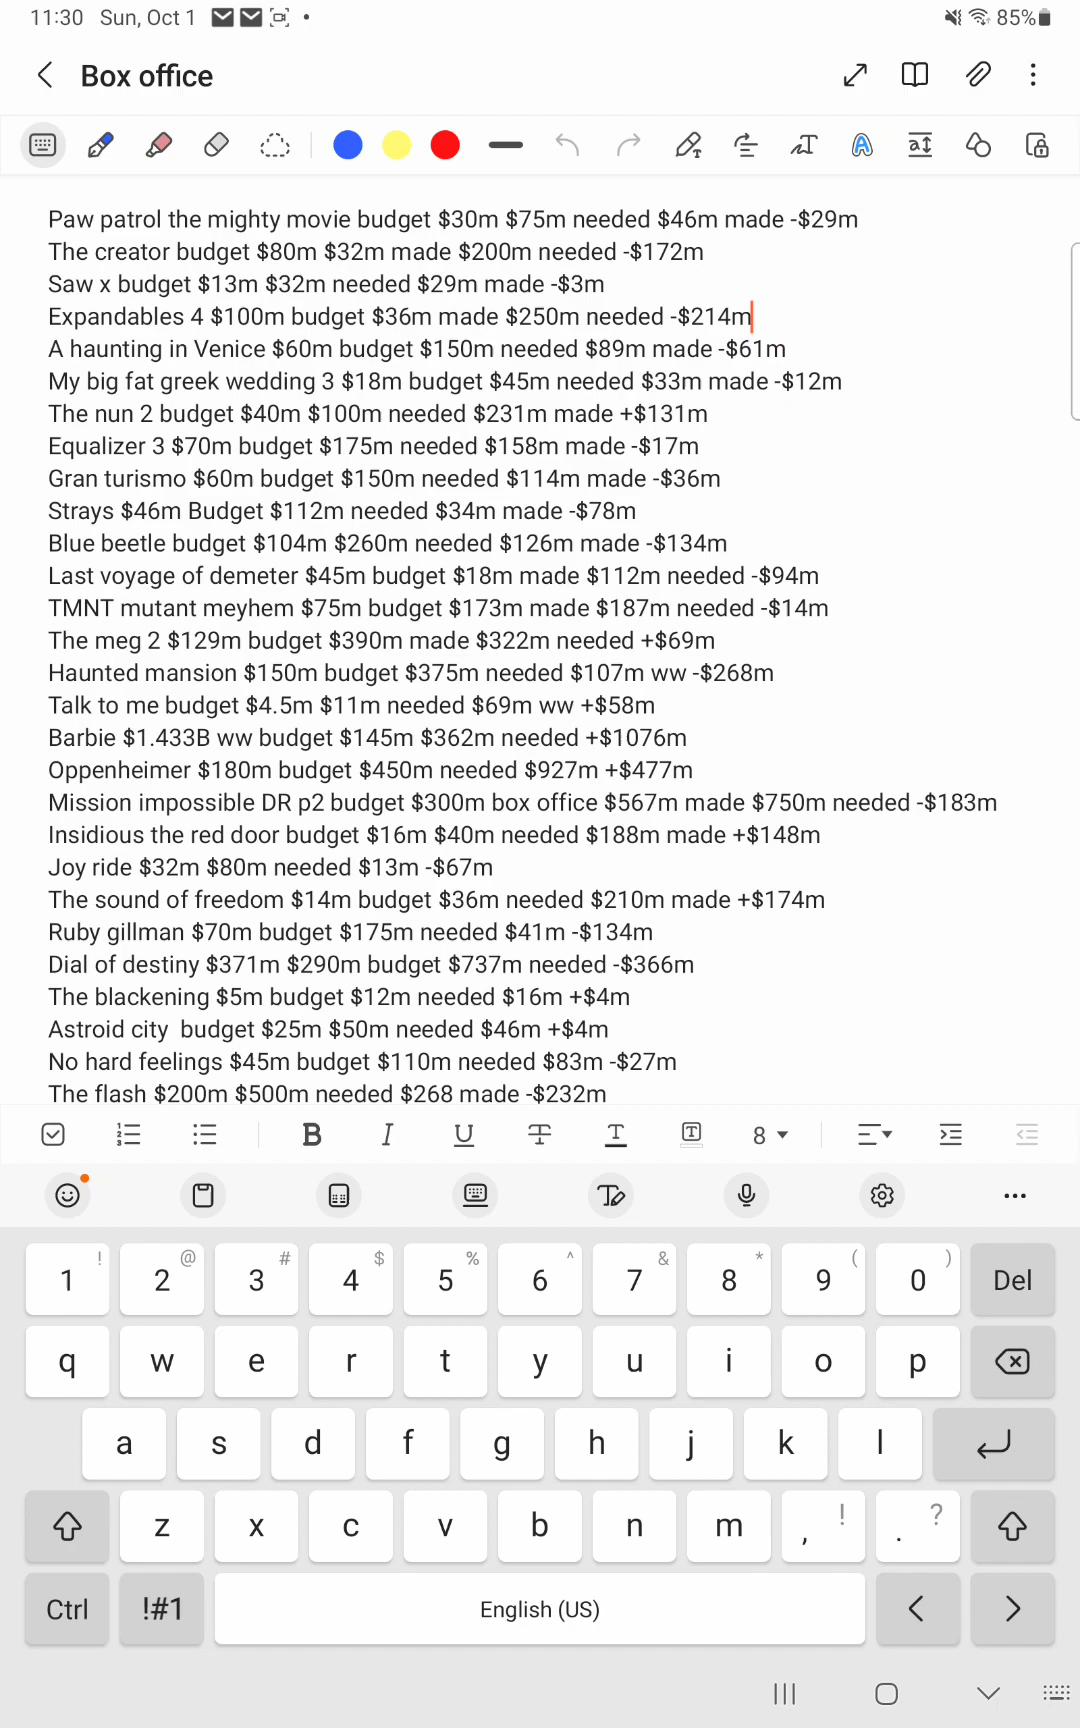 11:30 Sun, Oct 1 85%
Box office
Paw patrol the mighty movie budget $30m $75m needed $46m made -$29m
The creator budget $80m $32m made $200m needed -$172m
Saw x budget $13m $32m needed $29m made -$3m
Expandables 4 $100m budget $36m made $250m needed -$214m
A haunting in Venice $60m budget $150m needed $89m made -$61m
My big fat greek wedding 3 $18m budget $45m needed $33m made -$12m
The nun 2 budget $40m $100m needed $231m made +$131m
Equalizer 3 $70m budget $175m needed $158m made -$17m
Gran turismo $60m budget $150m needed $114m made -$36m
Strays $46m Budget $112m needed $34m made -$78m
Blue beetle budget $104m $260m needed $126m made -$134m
Last voyage of demeter $45m budget $18m made $112m needed -$94m
TMNT mutant meyhem $75m budget $173m made $187m needed -$14m
The meg 2 $129m budget $390m made $322m needed +$69m
Haunted mansion $150m budget $375m needed $107m ww -$268m
Talk to me budget $4.5m $11m needed $69m ww +$58m
Barbie $1.433B ww budget $145m $362m needed +$1076m
Oppenheimer $180m budget $450m needed $927m +$477m
Mission impossible DR p2 budget $300m box office $567m made $750m needed -$183m
Insidious the red door budget $16m $40m needed $188m made +$148m
Joy ride $32m $80m needed $13m -$67m
The sound of freedom $14m budget $36m needed $210m made +$174m
Ruby gillman $70m budget $175m needed $41m -$134m
Dial of destiny $371m $290m budget $737m needed -$366m
The blackening $5m budget $12m needed $16m +$4m
Astroid city budget $25m $50m needed $46m +$4m
No hard feelings $45m budget $110m needed $83m -$27m
The flash $200m $500m needed $268 made -$232m
B I U T T T 8
! @ # $ % ^ & * ( )
1 2 3 4 5 6 7 8 9 0 Del
q w e r t y u i o p
a s d f g h j k l
z x c v b n m , ! . ?
Ctrl !#1 English (US) < >